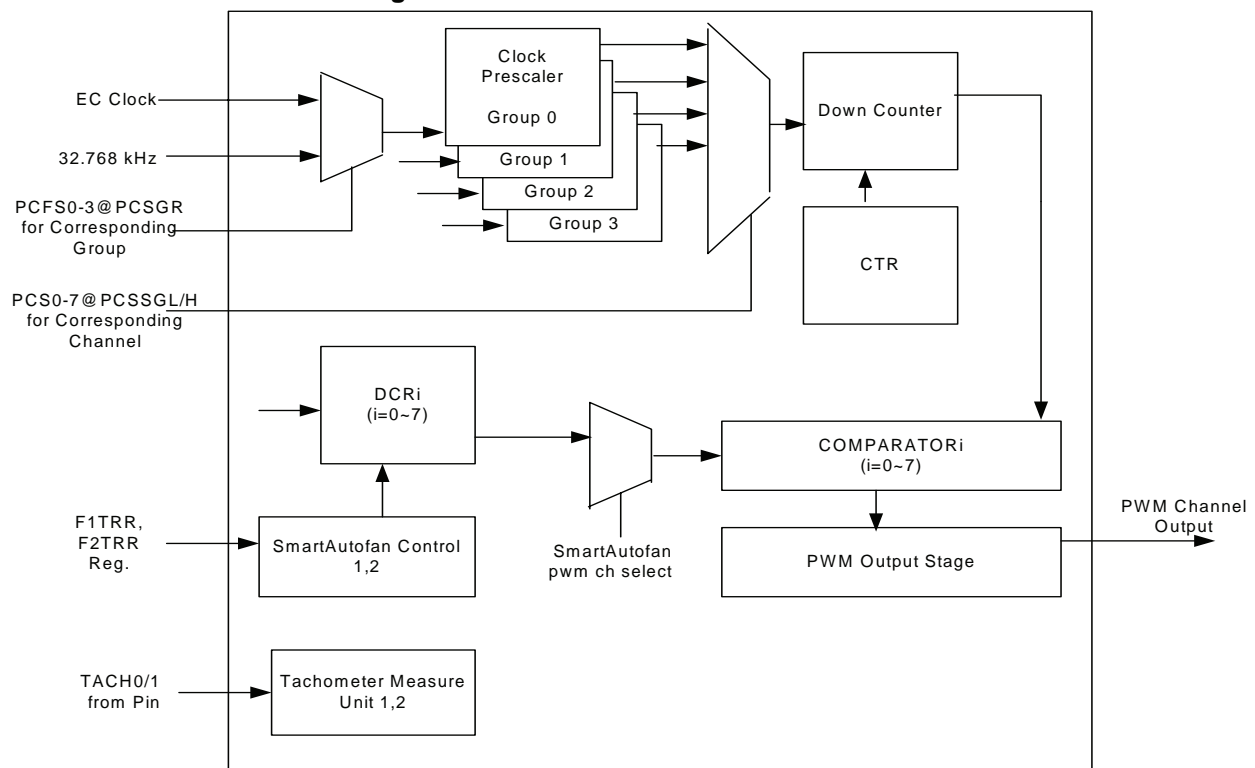 Clock
Prescaler
Group 0
Group 1
Group 2
Group 3
EC Clock
32.768 kHz
PCFS0-3@PCSGR
for Corresponding
Group
PCS0-7@PCSSGL/H
for Corresponding
Channel
Down Counter
CTR
DCRi
(i=0~7)
COMPARATORi
(i=0~7)
F1TRR,
F2TRR
Reg.
SmartAutofan Control
1,2
SmartAutofan
pwm ch select
PWM Output Stage
PWM Channel
Output
TACH0/1
from Pin
Tachometer Measure
Unit 1,2